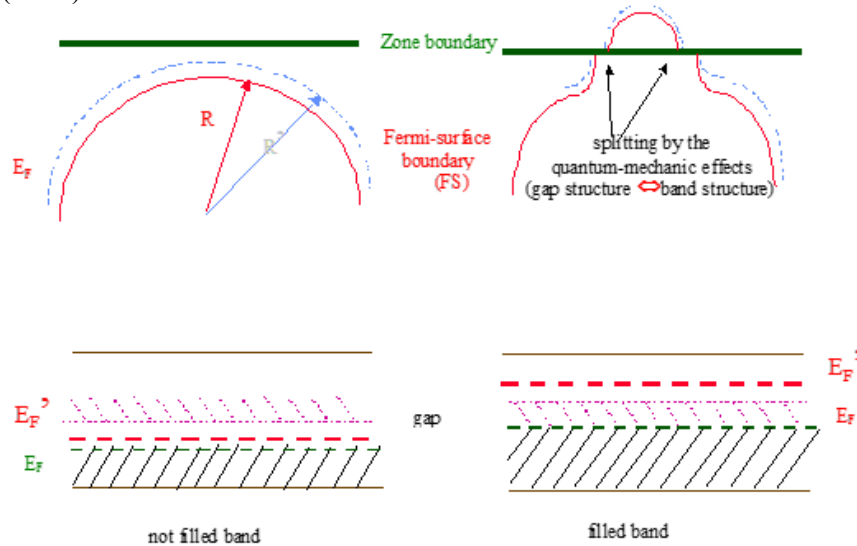 Zone boundary
R
R'
E_F
Fermi-surface
boundary
(FS)
splitting by the
quantum-mechanic effects
(gap structure ⇔ band structure)
E_F'
E_F
gap
E_F'
E_F
not filled band
filled band